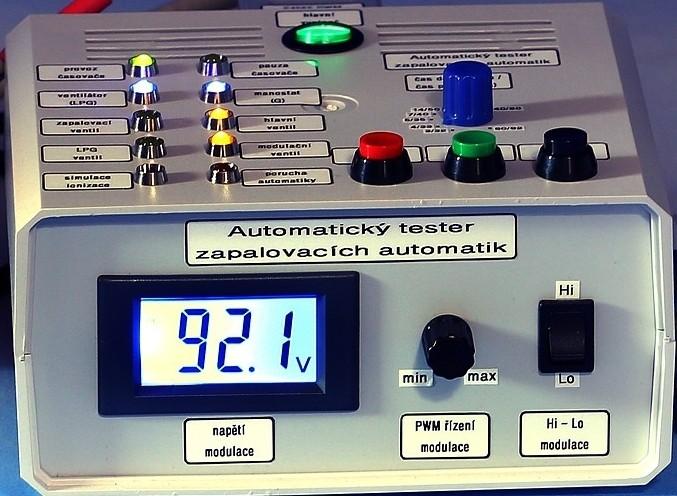 hlavní
Automatický tester
zapalovacích automatik
provoz
časovače
pauza
časovače
ventilátor
(LPG)
manostat
(G)
zapalovací
ventil
hlavní
ventil
LPG
ventil
modulační
ventil
simulace
ionizace
porucha
automatiky
Automatický tester
zapalovacích automatik
92.1 V
min
max
Hi
Lo
napětí
modulace
PWM řízení
modulace
Hi - Lo
modulace